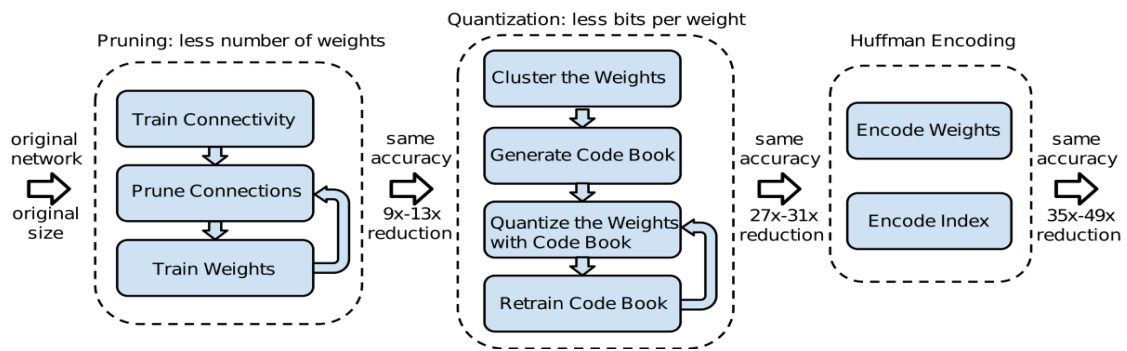 original
network
original
size
Pruning: less number of weights
Train Connectivity
Prune Connections
Train Weights
same
accuracy
9x-13x
reduction
Quantization: less bits per weight
Cluster the Weights
Generate Code Book
Quantize the Weights
with Code Book
Retrain Code Book
same
accuracy
27x-31x
reduction
Huffman Encoding
Encode Weights
Encode Index
same
accuracy
35x-49x
reduction